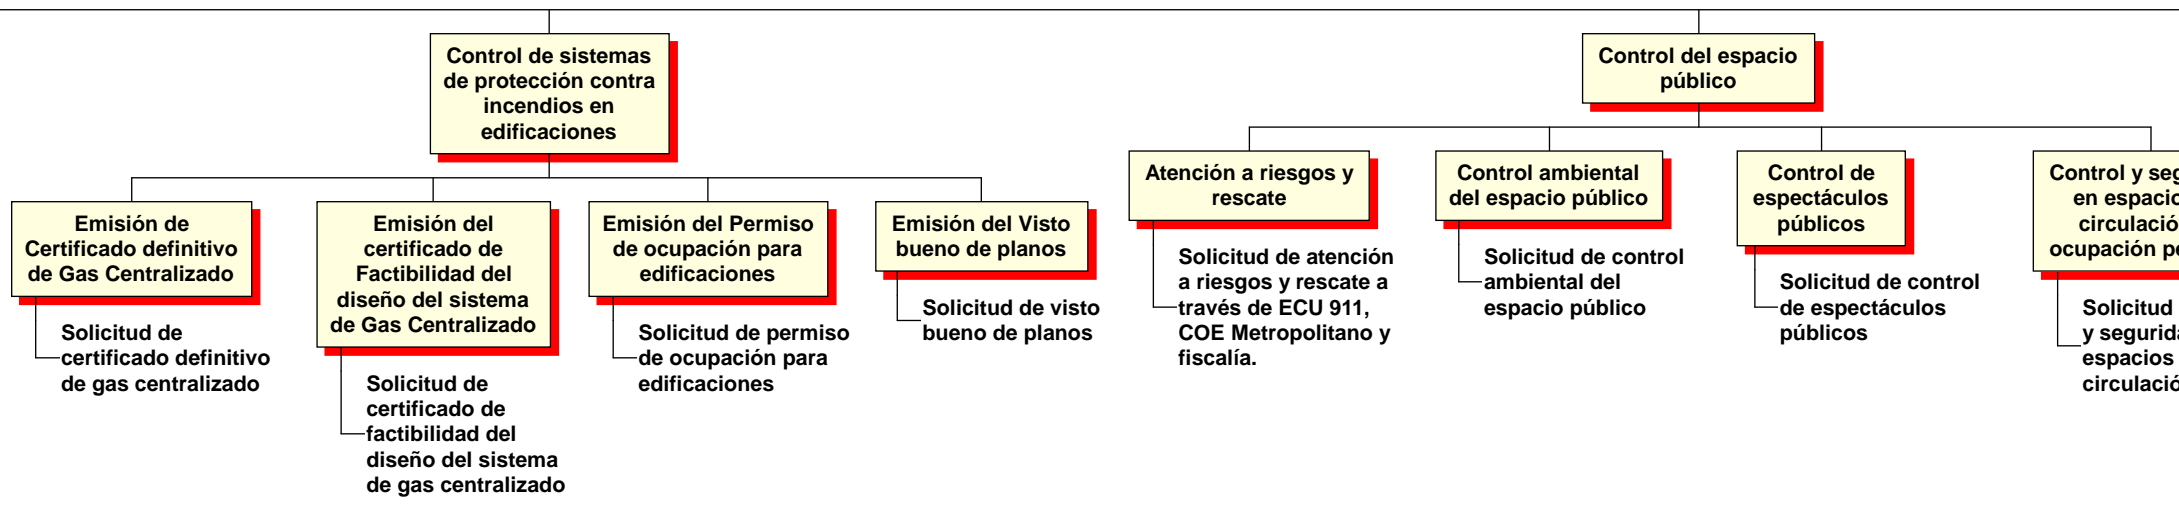 Control de sistemas
de protección contra
incendios en
edificaciones
Control del espacio
público
Emisión de
Certificado definitivo
de Gas Centralizado
Solicitud de
certificado definitivo
de gas centralizado
Emisión del
certificado de
Factibilidad del
diseño del sistema
de Gas Centralizado
Solicitud de
certificado de
factibilidad del
diseño del sistema
de gas centralizado
Emisión del Permiso
de ocupación para
edificaciones
Solicitud de permiso
de ocupación para
edificaciones
Emisión del Visto
bueno de planos
Solicitud de visto
bueno de planos
Atención a riesgos y
rescate
Solicitud de atención
a riesgos y rescate a
través de ECU 911,
COE Metropolitano y
fiscalía.
Control ambiental
del espacio público
Solicitud de control
ambiental del
espacio público
Control de
espectáculos
públicos
Solicitud de control
de espectáculos
públicos
Control y
en
ocupación
Solicitud
y
espacios